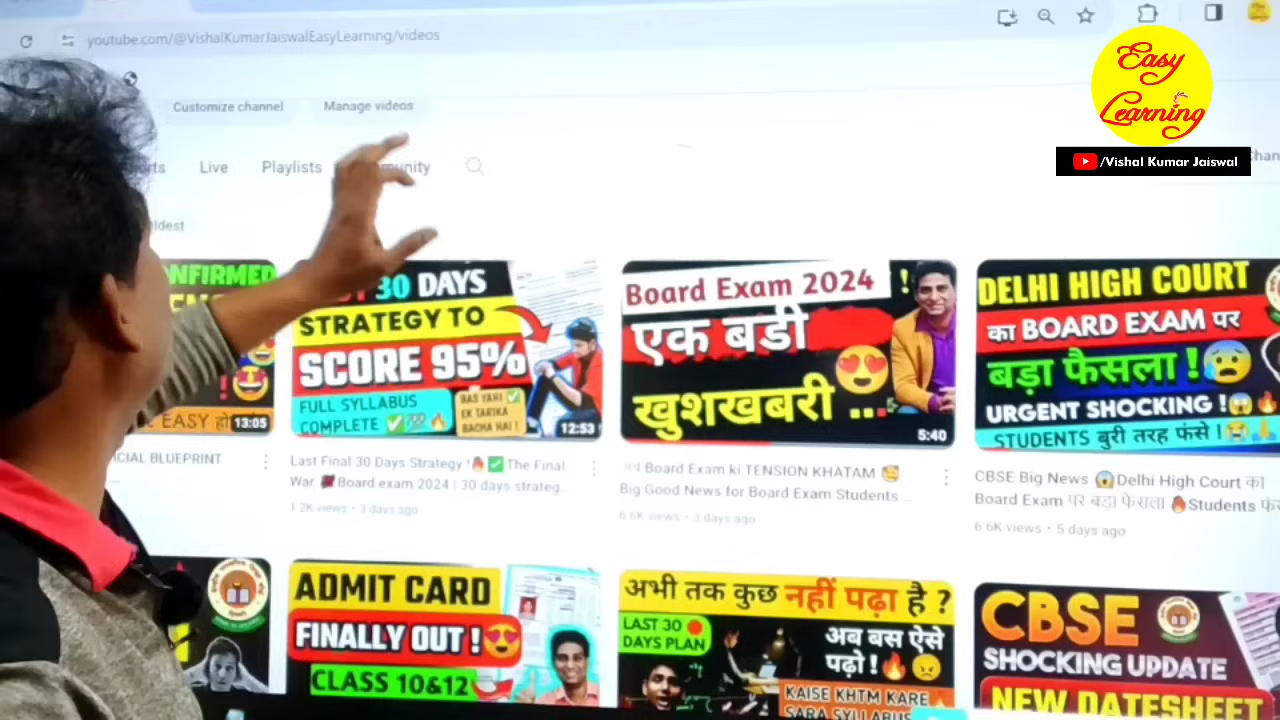 youtube.com/@VishalKumarJaiswalEasyLearning/videos
Easy
Learning
/Vishal Kumar Jaiswal
Customize channel
Manage videos
Live
Playlists
30 DAYS
STRATEGY TO
SCORE 95%
FULL SYLLABUS
COMPLETE ✅💯🔥
BAS YAHI ✅
EK TARIKA
BACHA HAI !
12:53
Board Exam 2024
!
एक बडी
खुशखबरी ..
5:40
DELHI HIGH COURT
का BOARD EXAM पर
बड़ा फैसला !
URGENT SHOCKING !
STUDENTS बुरी तरह फंसे !
EASY
13:05
BLUEPRINT
Last Final 30 Days Strategy !🔥✅The Final
War Board exam 2024 | 30 days strateg...
1.2K views • 3 days ago
Board Exam ki TENSION KHATAM
Big Good News for Board Exam Students ...
6.6K views • 3 days ago
CBSE Big News 😱Delhi High Court का
Board Exam पर बड़ा फैसला 🔥Students
6.6K views • 5 days ago
ADMIT CARD
FINALLY OUT !😍
CLASS 10&12
अभी तक कुछ नहीं पढ़ा है ?
LAST 30
DAYS PLAN
अब बस ऐसे
पढ़ो !🔥😠
KAISE KHTM KARE
SARA SYLLABUS
CBSE
SHOCKING UPDATE
NEW DATESHEET